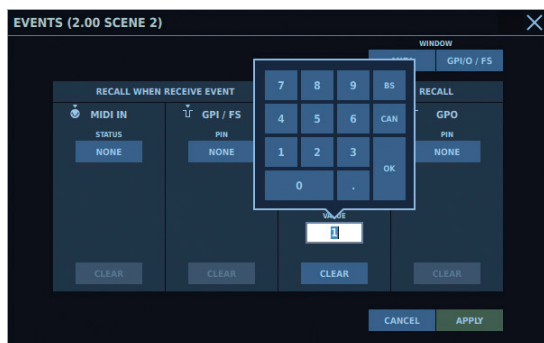 EVENTS (2.00 SCENE 2)
WINDOW
GPI/O / FS
RECALL WHEN RECEIVE EVENT
RECALL
MIDI IN
GPI / FS
GPO
STATUS
PIN
PIN
NONE
NONE
NONE
7 8 9 BS
4 5 6 CAN
1 2 3 OK
0 .
1
CLEAR
CLEAR
CLEAR
CLEAR
CANCEL
APPLY